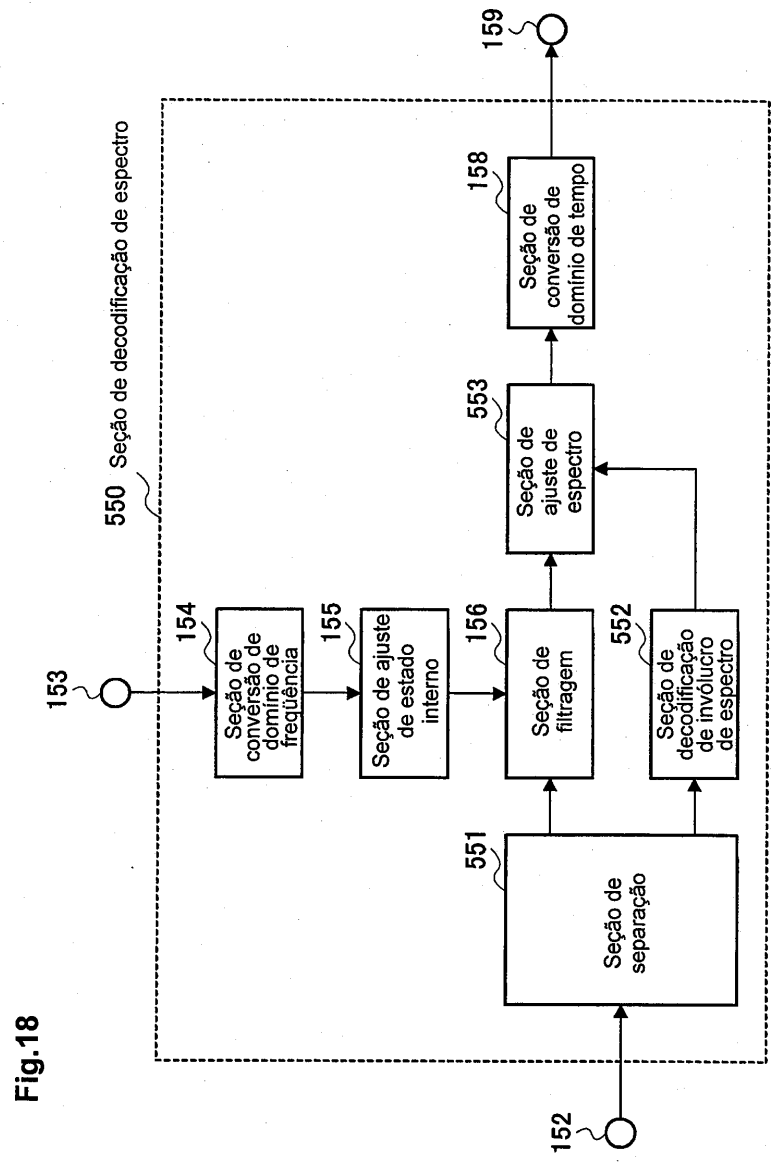 Fig.18
550 Seção de decodificação de espectro
153
154
Seção de
conversão de
domínio de
freqüência
155
Seção de ajuste
de estado
interno
156
Seção de
filtragem
553
Seção de
ajuste de
espectro
158
Seção de
conversão de
domínio de tempo
159
551
Seção de
separação
552
Seção de
decodificação
de invólucro
de espectro
152